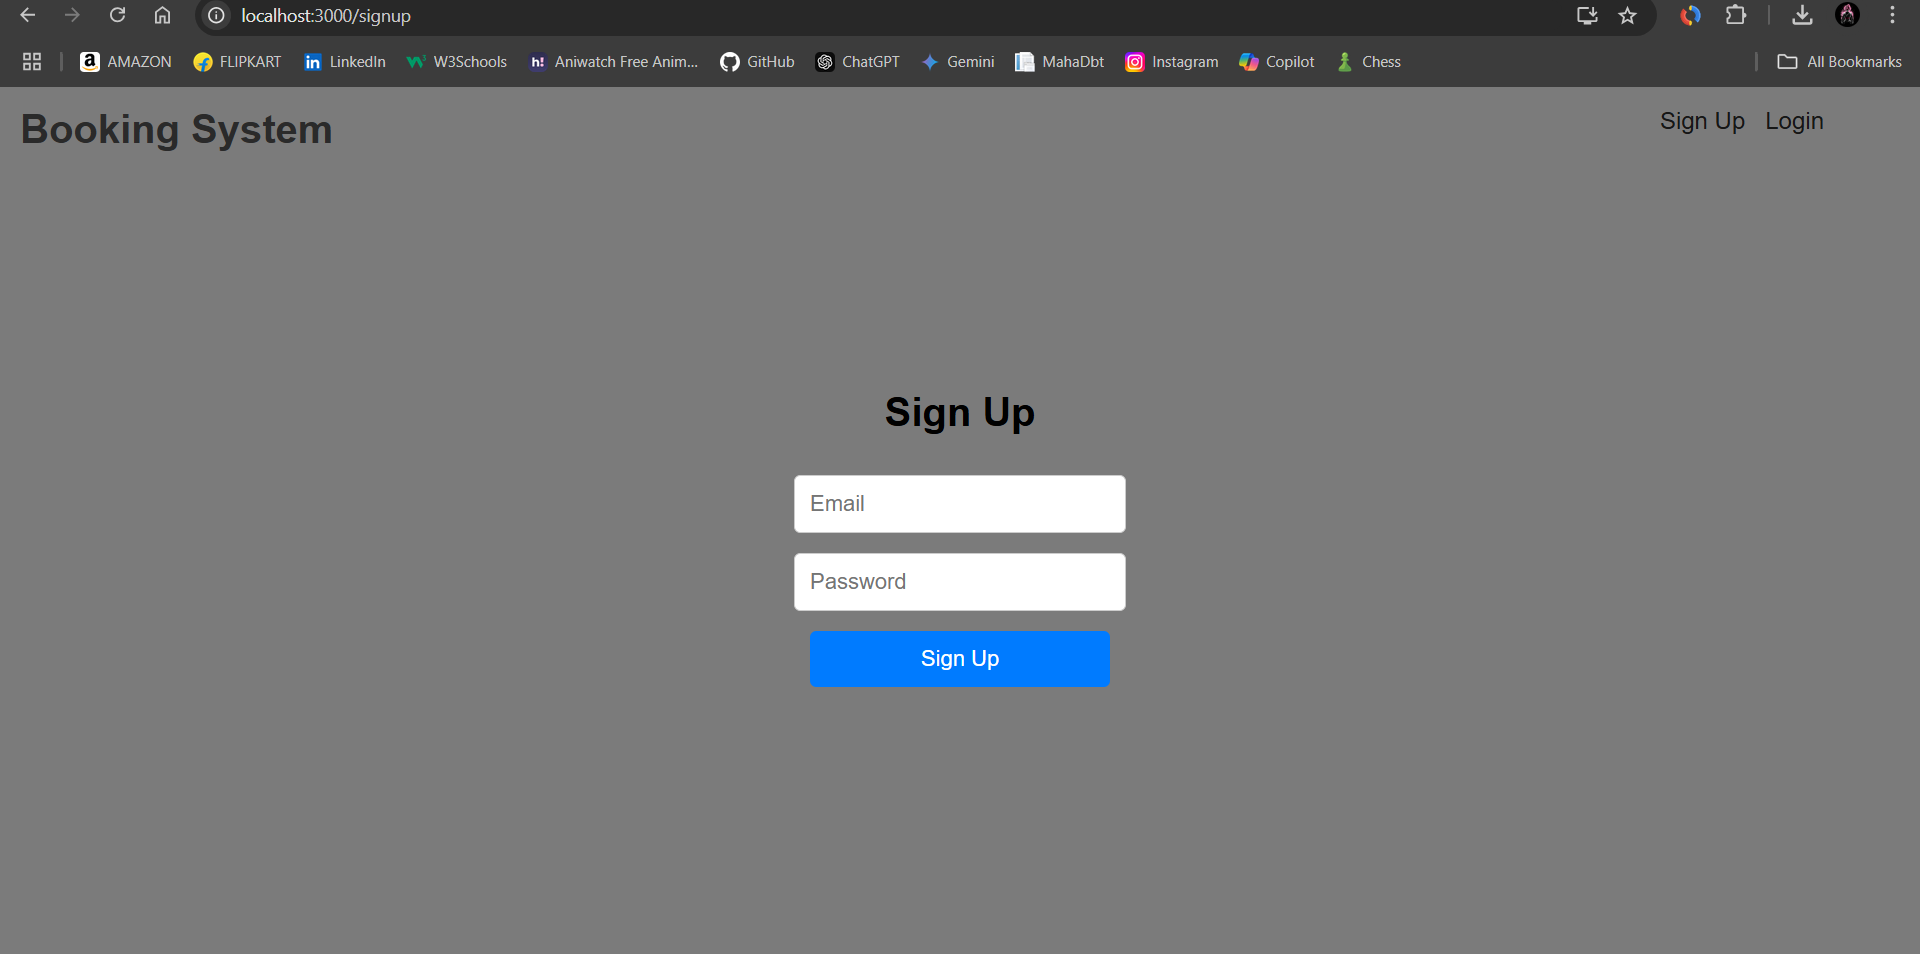 localhost:3000/signup
AMAZON FLIPKART LinkedIn W3Schools Aniwatch Free Anim... GitHub ChatGPT Gemini MahaDbt Instagram Copilot Chess All Bookmarks
Booking System Sign Up Login
Sign Up
Email
Password
Sign Up